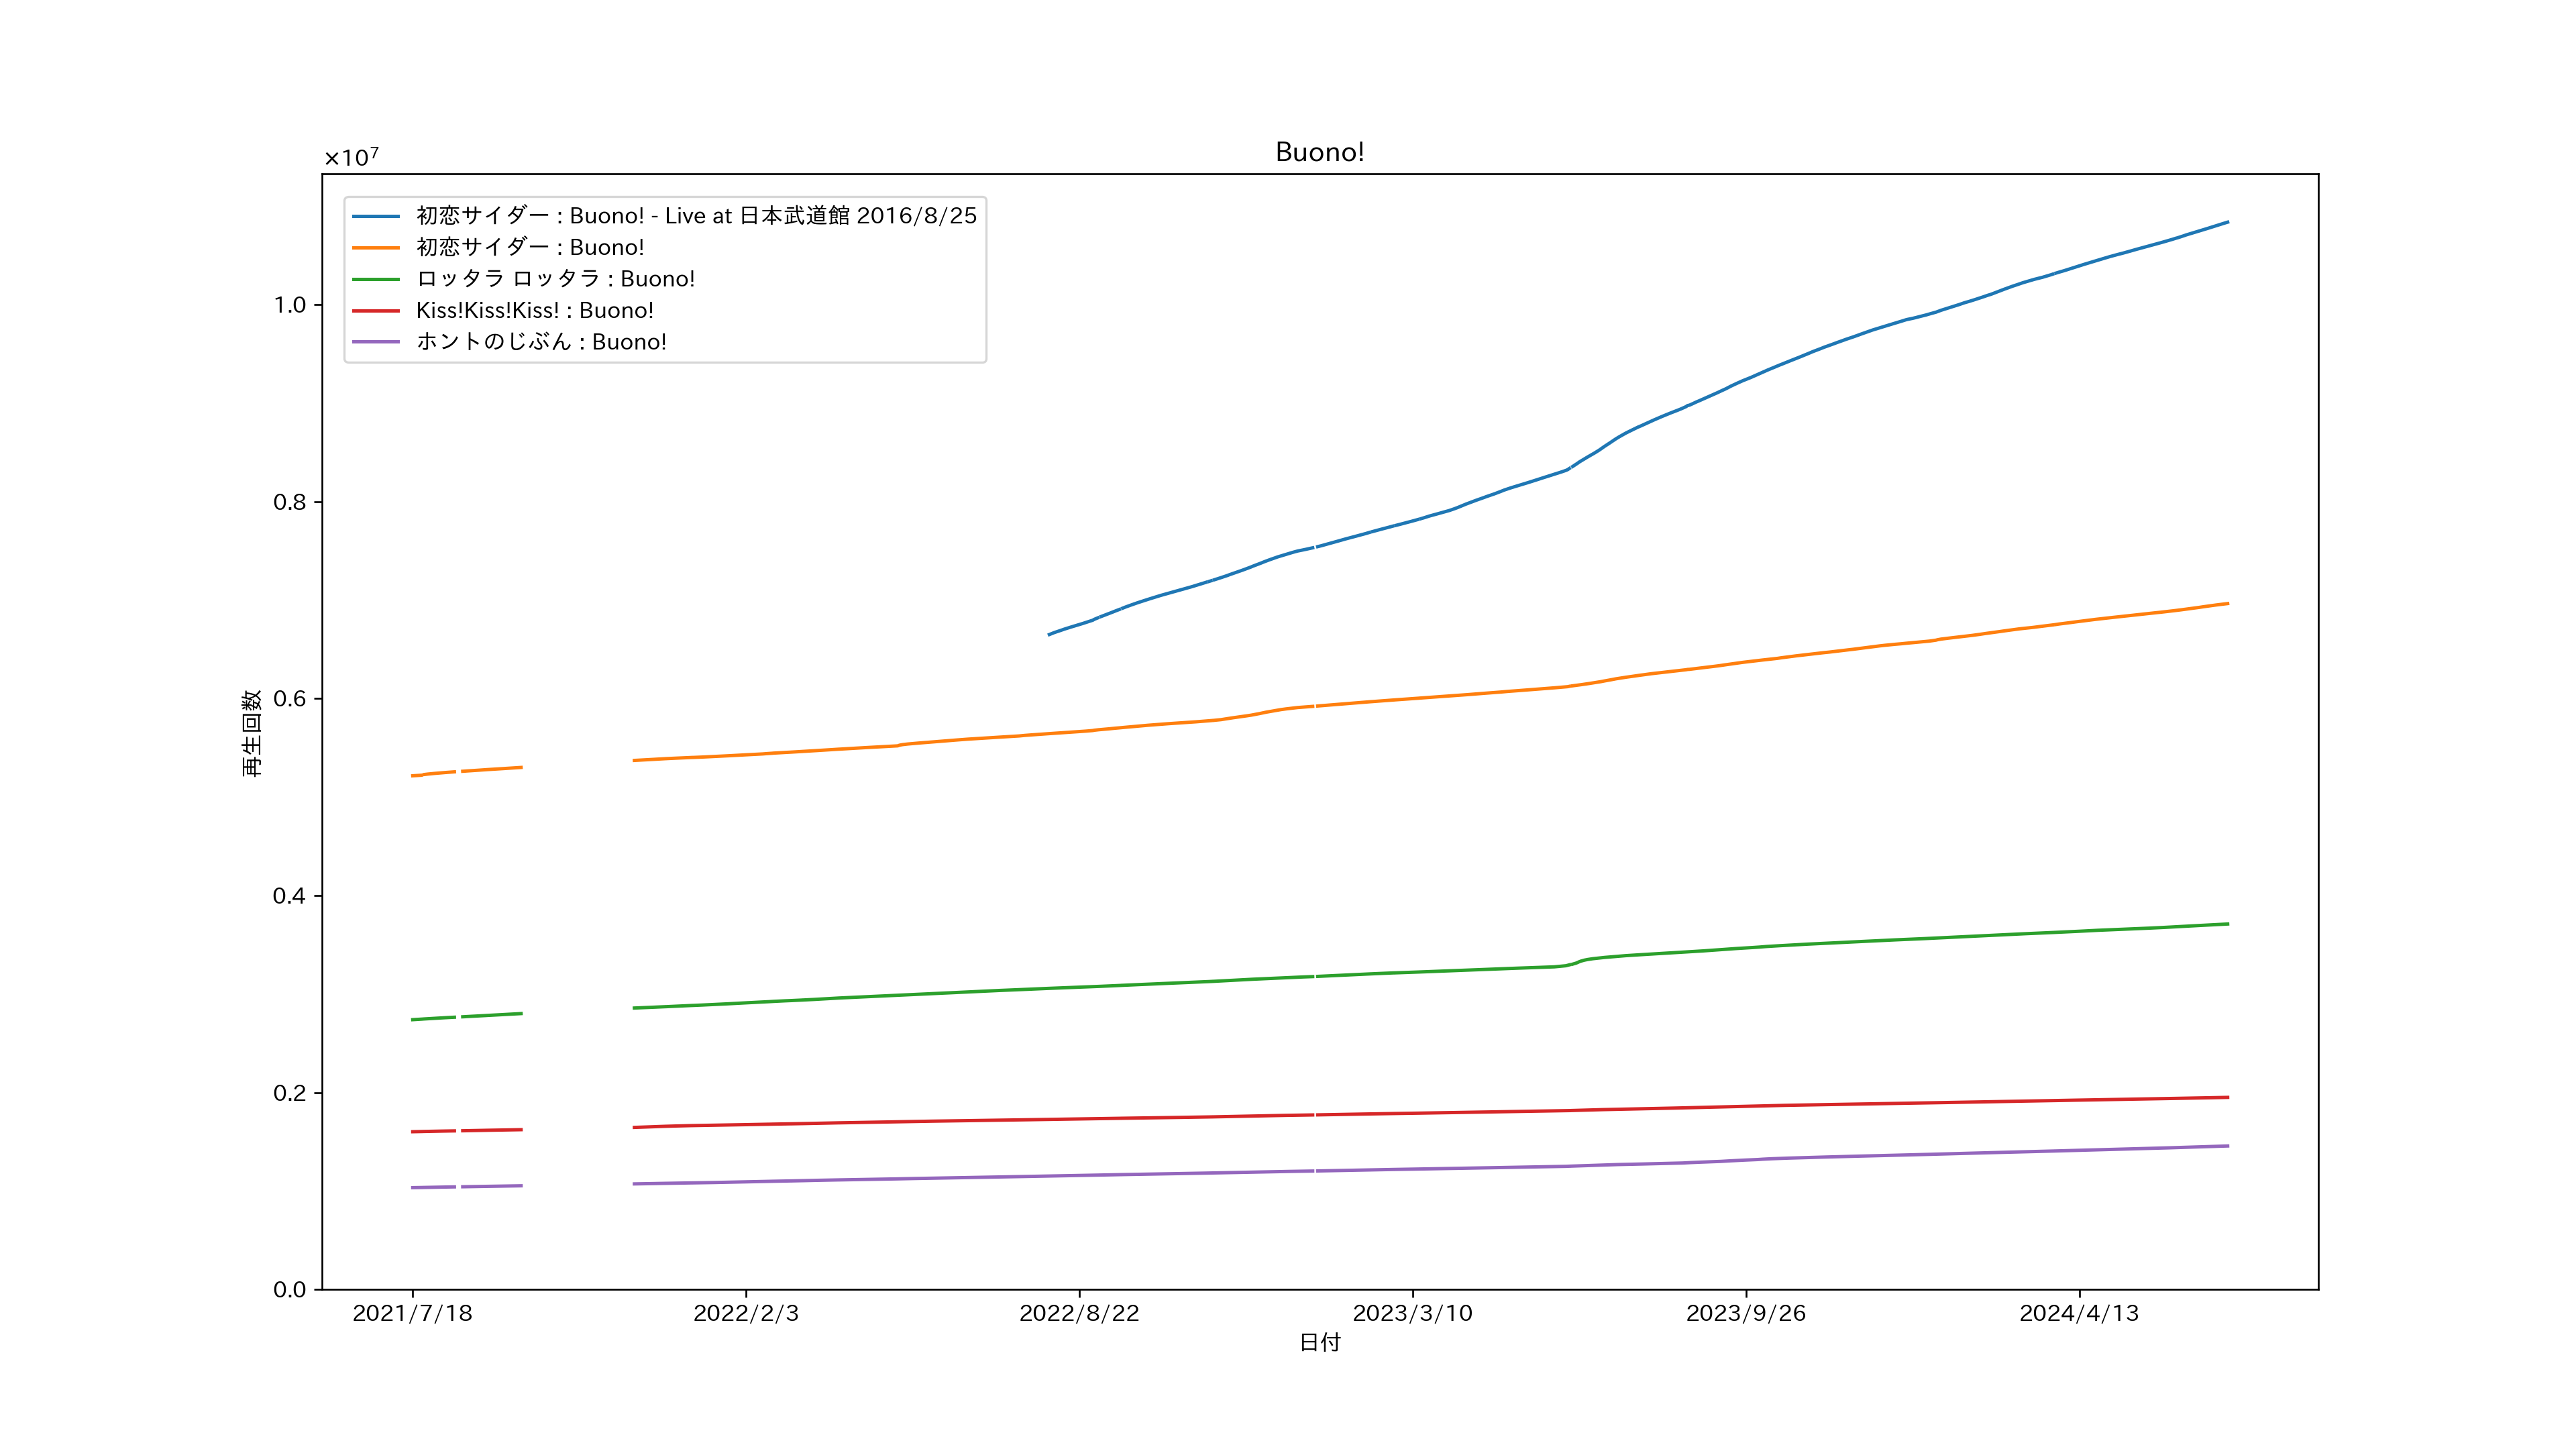 Buono!
×10⁷
初恋サイダー : Buono! - Live at 日本武道館 2016/8/25
初恋サイダー : Buono!
ロッタラ ロッタラ : Buono!
Kiss!Kiss!Kiss! : Buono!
ホントのじぶん : Buono!
1.0
0.8
0.6
0.4
0.2
0.0
再生回数
2021/7/18
2022/2/3
2022/8/22
2023/3/10
2023/9/26
2024/4/13
日付